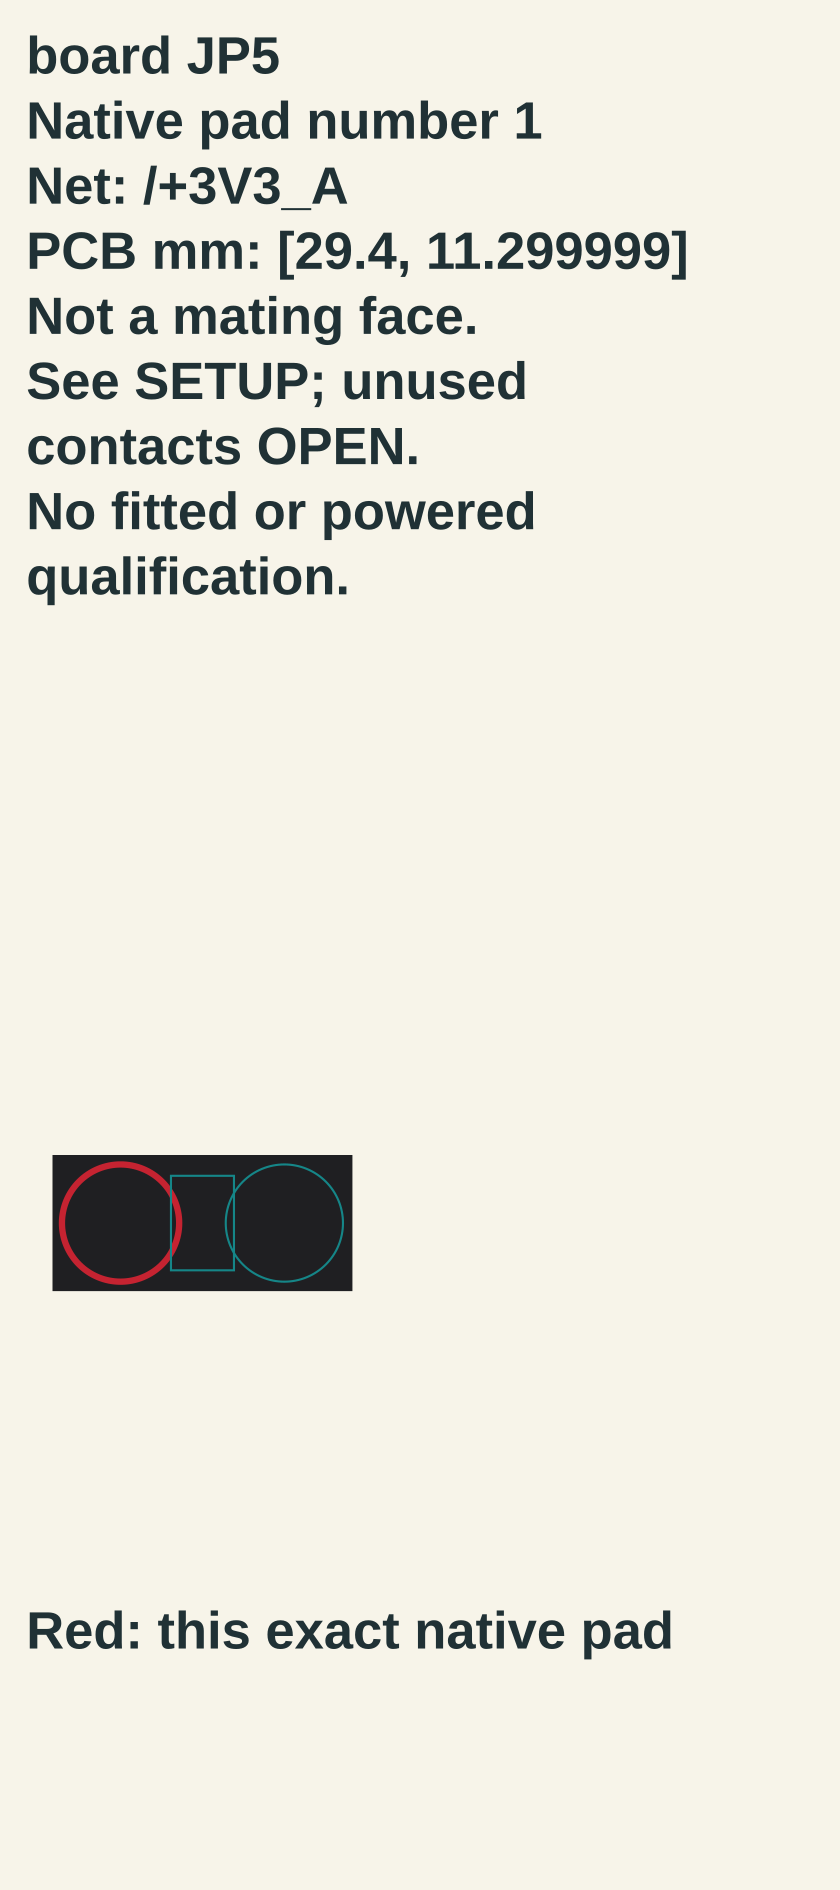 board JP5
Native pad number 1
Net: /+3V3_A
PCB mm: [29.4, 11.299999]
Not a mating face.
See SETUP; unused
contacts OPEN.
No fitted or powered
qualification.
Red: this exact native pad